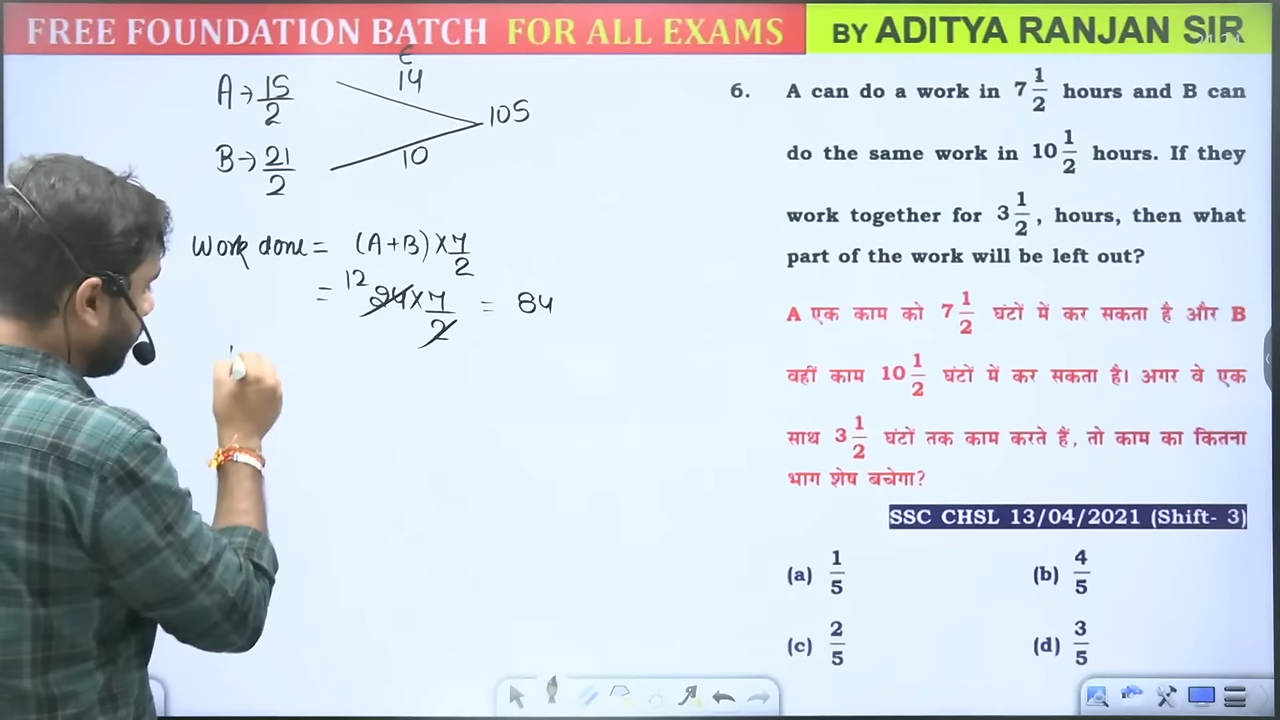 FREE FOUNDATION BATCH FOR ALL EXAMS
BY ADITYA RANJAN SIR
A → 15/2
14
105
B → 21/2
10
Work done = (A+B) × 7/2
= 12 24 × 7/2 = 84
6. A can do a work in 7 1/2 hours and B can
do the same work in 10 1/2 hours. If they
work together for 3 1/2, hours, then what
part of the work will be left out?
A एक काम को 7 1/2 घंटों में कर सकता है और B
वहीं काम 10 1/2 घंटों में कर सकता है। अगर वे एक
साथ 3 1/2 घंटों तक काम करते हैं, तो काम का कितना
भाग शेष बचेगा?
SSC CHSL 13/04/2021 (Shift- 3)
(a) 1/5 (b) 4/5
(c) 2/5 (d) 3/5